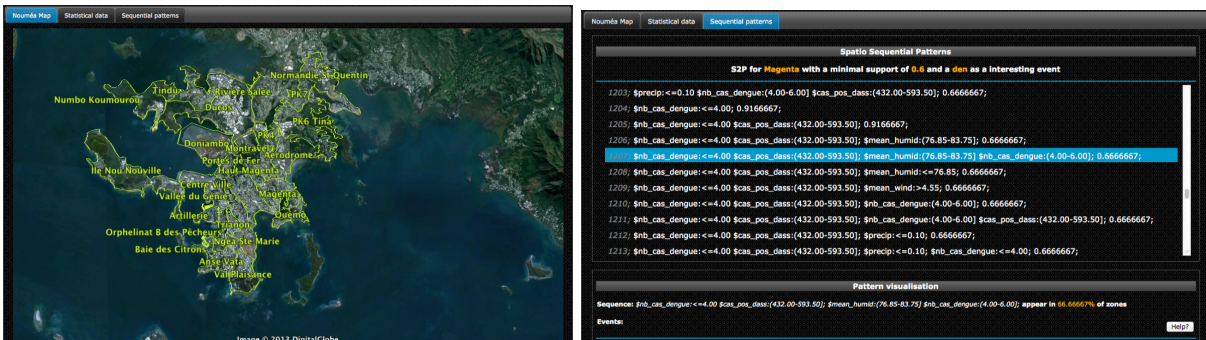 Nouméa Map Statistical data Sequential patterns
Normandie St Quentin
Tindu Rivière Salée PK7
Numbo Koumourou
Ducos
PK6 Tina
PK4
Doniambo
Montravel
Aerodrome
Portes de Fer
Ile Nou Nouville
Haut Magenta
Centre Ville
Vallée du Génie
Magenta
Artillerie
Ouémo
Trianon
Orphelinat B des Pêcheurs
Ngéa Ste Marie
Baie des Citrons
Anse Vata
Val Plaisance
Image © 2013 DigitalGlobe
Nouméa Map Statistical data Sequential patterns
Spatio Sequential Patterns
S2P for Magenta with a minimal support of 0.6 and a den as a interesting event
1203; $precip:<=0.10 $nb_cas_dengue:(4.00-6.00] $cas_pos_dass:(432.00-593.50]; 0.6666667;
1204; $nb_cas_dengue:<=4.00; 0.9166667;
1205; $nb_cas_dengue:<=4.00 $cas_pos_dass:(432.00-593.50]; 0.9166667;
1206; $nb_cas_dengue:<=4.00 $cas_pos_dass:(432.00-593.50]; $mean_humid:(76.85-83.75]; 0.6666667;
1207; $nb_cas_dengue:<=4.00 $cas_pos_dass:(432.00-593.50]; $mean_humid:(76.85-83.75] $nb_cas_dengue:(4.00-6.00]; 0.6666667;
1208; $nb_cas_dengue:<=4.00 $cas_pos_dass:(432.00-593.50]; $mean_humid:<=76.85; 0.6666667;
1209; $nb_cas_dengue:<=4.00 $cas_pos_dass:(432.00-593.50]; $mean_wind:>4.55; 0.6666667;
1210; $nb_cas_dengue:<=4.00 $cas_pos_dass:(432.00-593.50]; $nb_cas_dengue:(4.00-6.00]; 0.6666667;
1211; $nb_cas_dengue:<=4.00 $cas_pos_dass:(432.00-593.50]; $nb_cas_dengue:(4.00-6.00] $cas_pos_dass:(432.00-593.50]; 0.6666667;
1212; $nb_cas_dengue:<=4.00 $cas_pos_dass:(432.00-593.50]; $precip:<=0.10; 0.6666667;
1213; $nb_cas_dengue:<=4.00 $cas_pos_dass:(432.00-593.50]; $precip:<=0.10; $nb_cas_dengue:<=4.00; 0.6666667;
Pattern visualisation
Sequence: $nb_cas_dengue:<=4.00 $cas_pos_dass:(432.00-593.50]; $mean_humid:(76.85-83.75] $nb_cas_dengue:(4.00-6.00]; appear in 66.66667% of zones
Events:
Help?